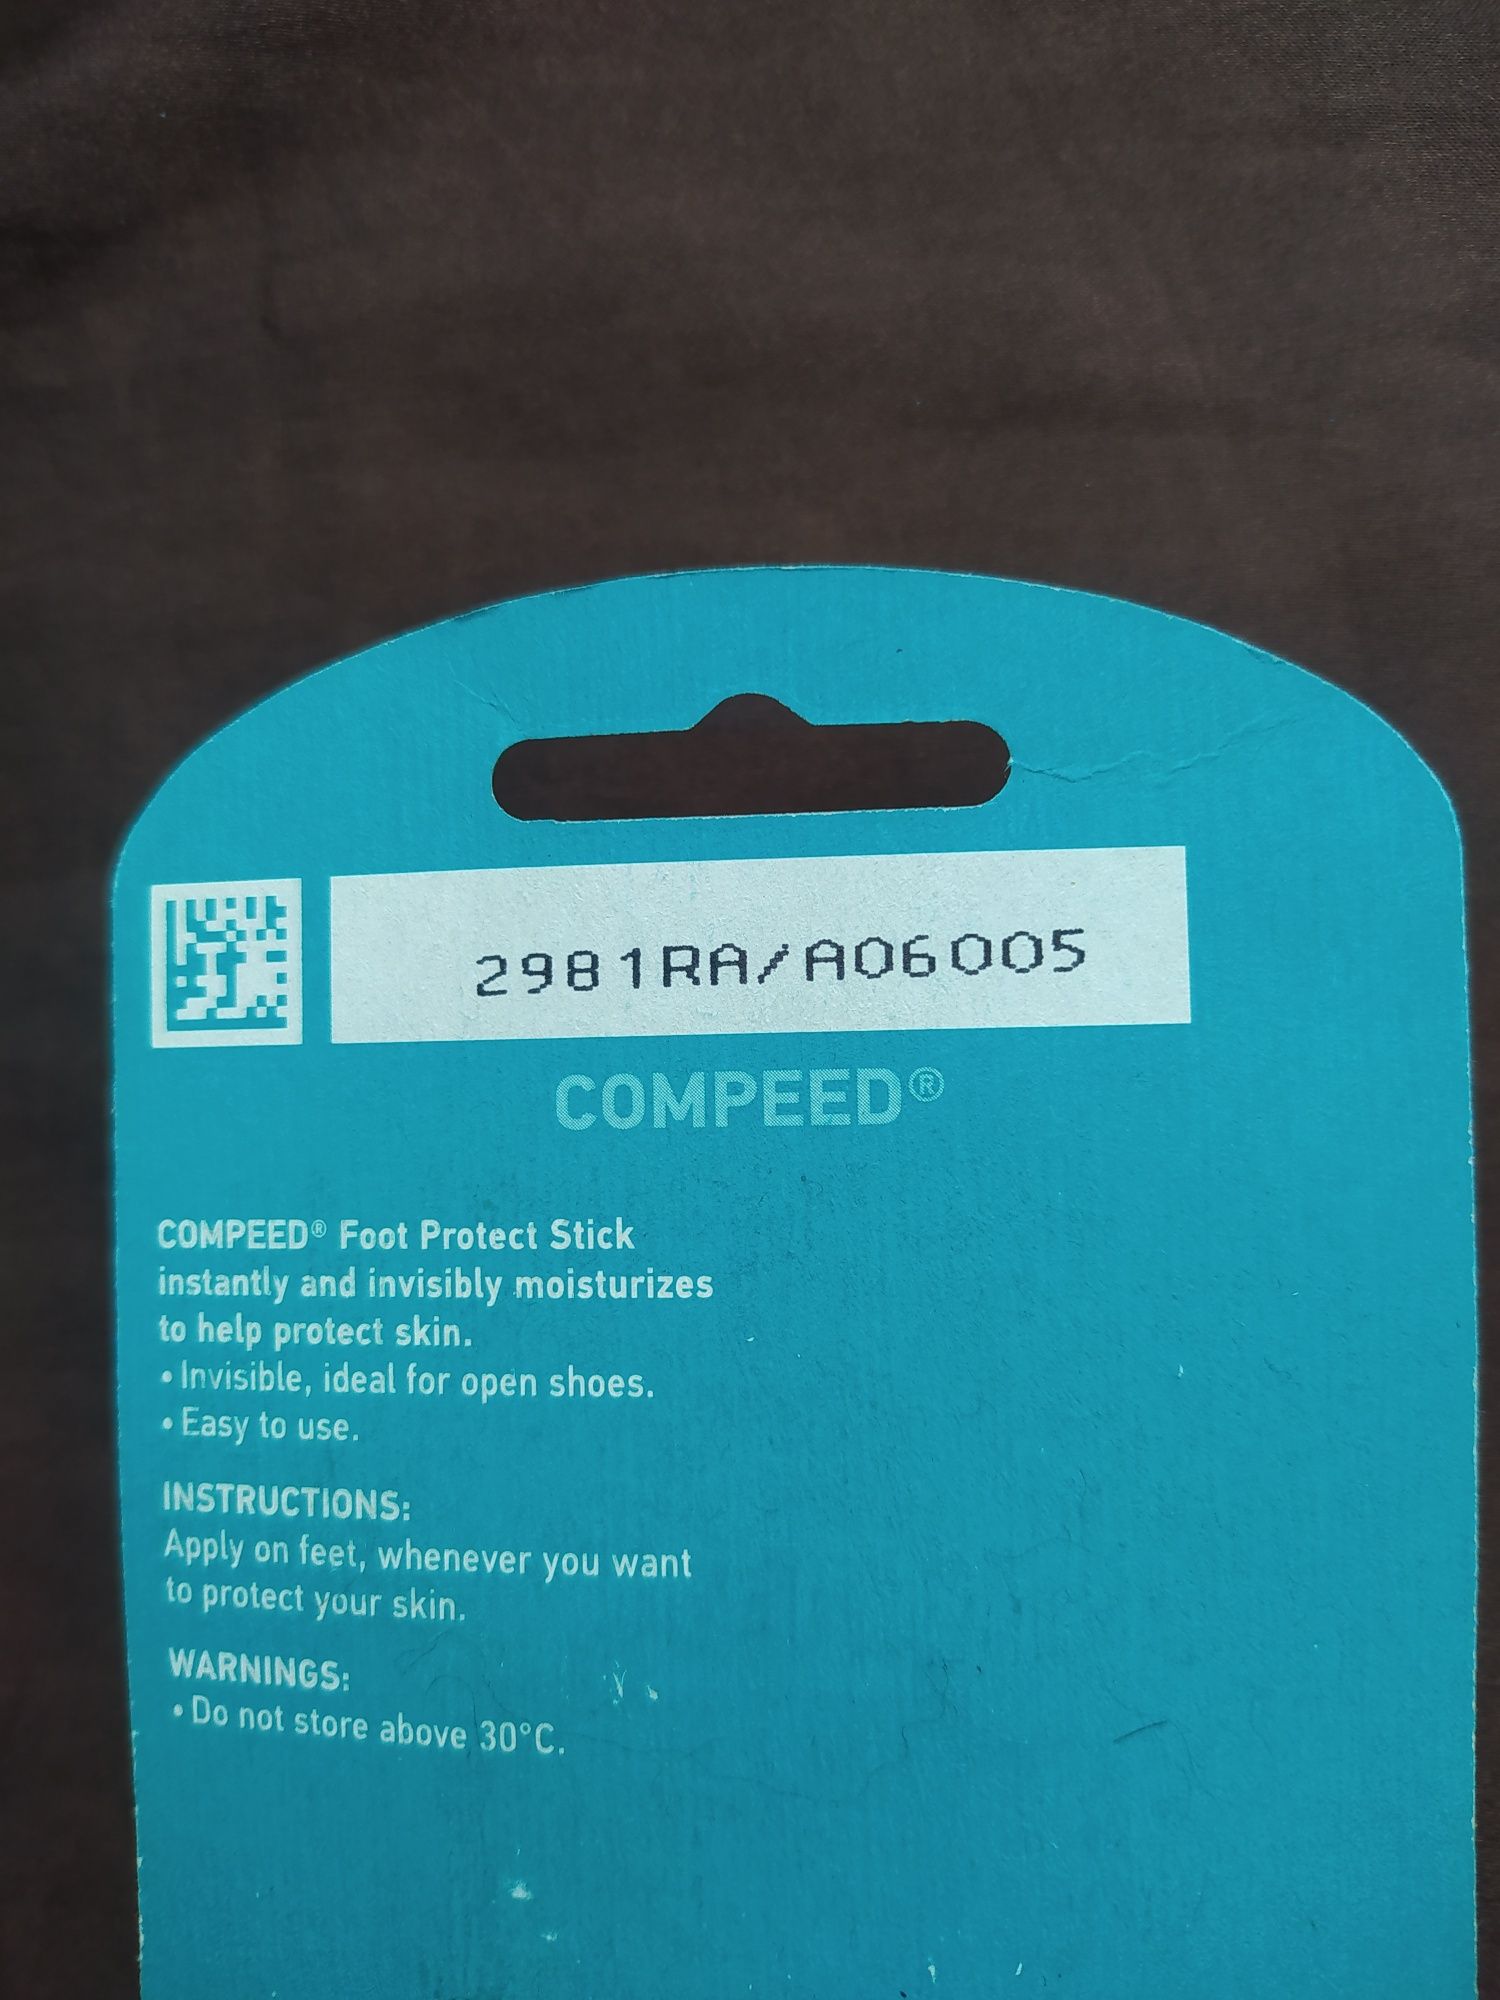 2981RA/A06005
COMPEED®
COMPEED® Foot Protect Stick
instantly and invisibly moisturizes
to help protect skin.
• Invisible, ideal for open shoes.
• Easy to use.
INSTRUCTIONS:
Apply on feet, whenever you want
to protect your skin.
WARNINGS:
• Do not store above 30°C.